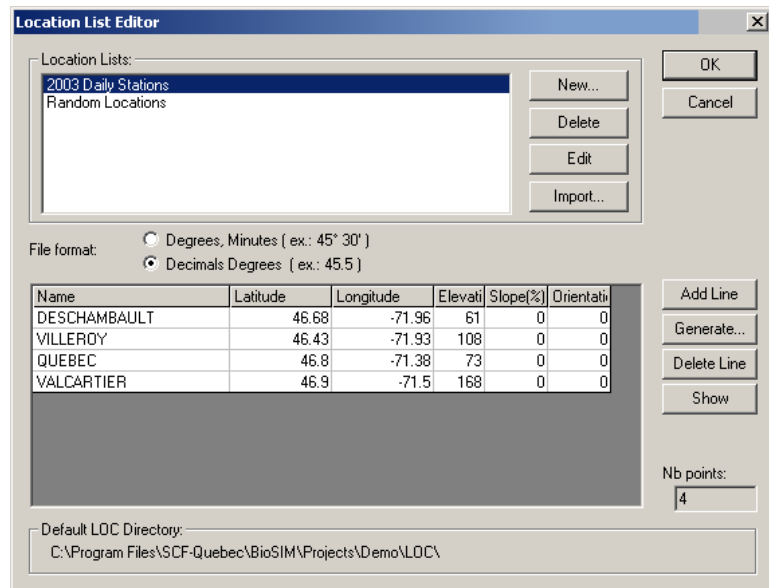 Location List Editor
Location Lists:
2003 Daily Stations
Random Locations
New...
Delete
Edit
Import...
OK
Cancel
File format:
Degrees, Minutes ( ex.: 45° 30' )
Decimals Degrees ( ex.: 45.5 )
Name Latitude Longitude Elevati Slope(%) Orientati
DESCHAMBAULT 46.68 -71.96 61 0 0
VILLEROY 46.43 -71.93 108 0 0
QUEBEC 46.8 -71.38 73 0 0
VALCARTIER 46.9 -71.5 168 0 0
Add Line
Generate...
Delete Line
Show
Nb points:
4
Default LOC Directory:
C:\Program Files\SCF-Quebec\BioSIM\Projects\Demo\LOC\